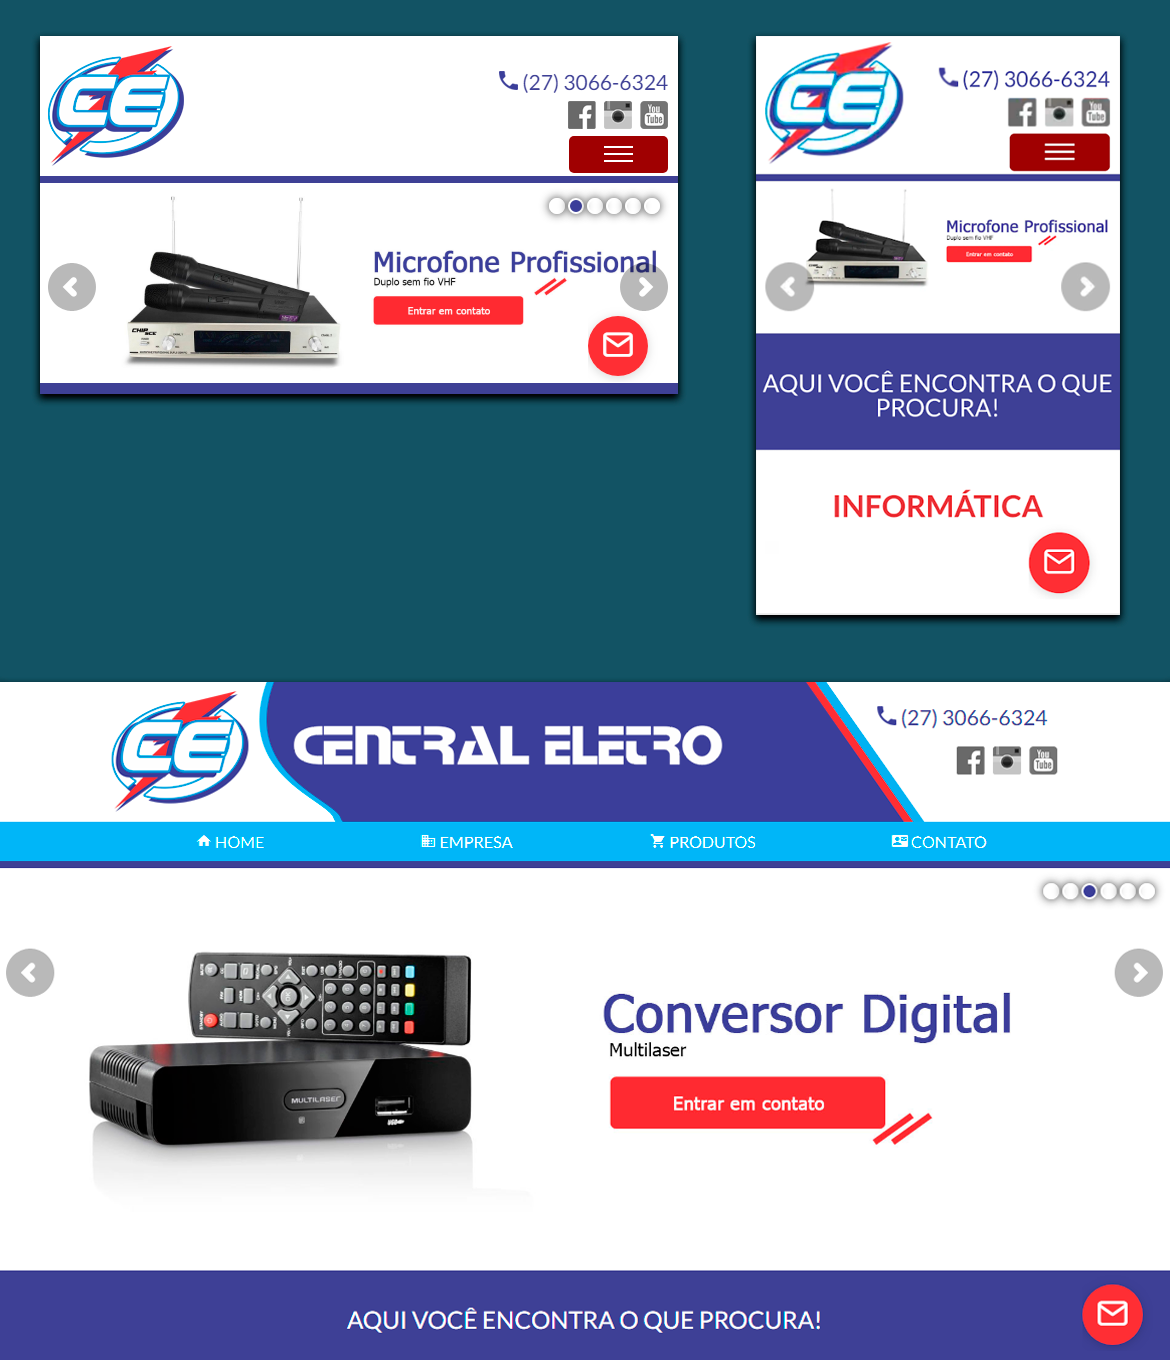 CE
(27) 3066-6324
You
Tube
Microfone Profissional
Duplo sem fio VHF
Entrar em contato
CHIP
SCE
CE
(27) 3066-6324
You
Tube
Microfone Profissional
Duplo sem fio VHF
Entrar em contato
AQUI VOCÊ ENCONTRA O QUE
PROCURA!
INFORMÁTICA
CE
CENTRAL ELETRO
(27) 3066-6324
You
Tube
HOME EMPRESA PRODUTOS CONTATO
Conversor Digital
Multilaser
Entrar em contato
MULTILASER
USB
AQUI VOCÊ ENCONTRA O QUE PROCURA!